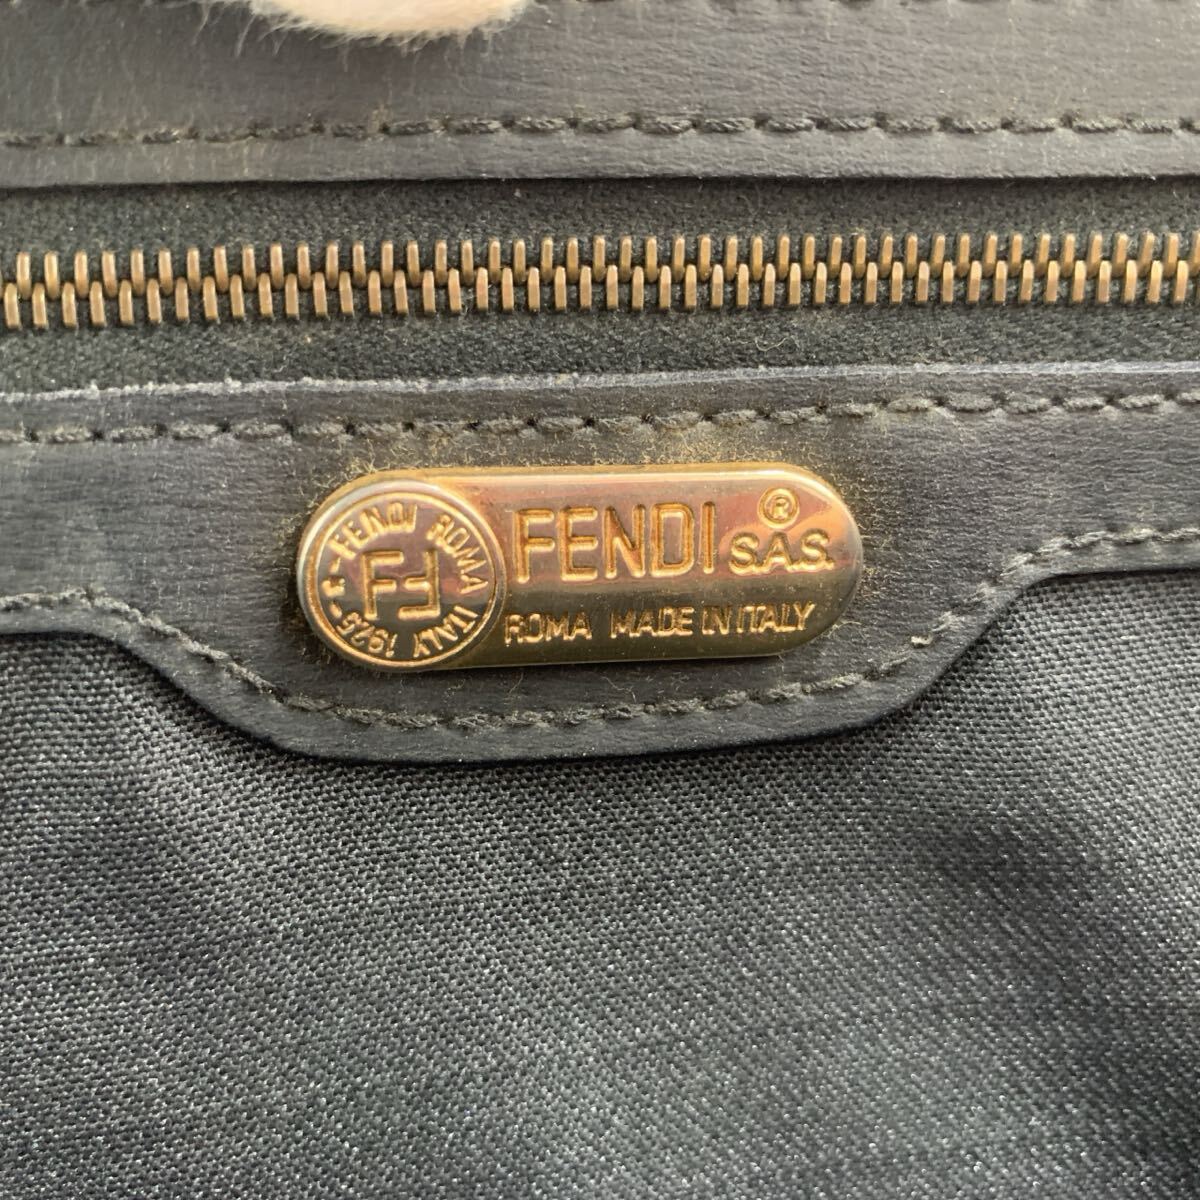 FENDI ROMA ITALY 1925
FF
FENDI ®
S.A.S.
ROMA MADE IN ITALY